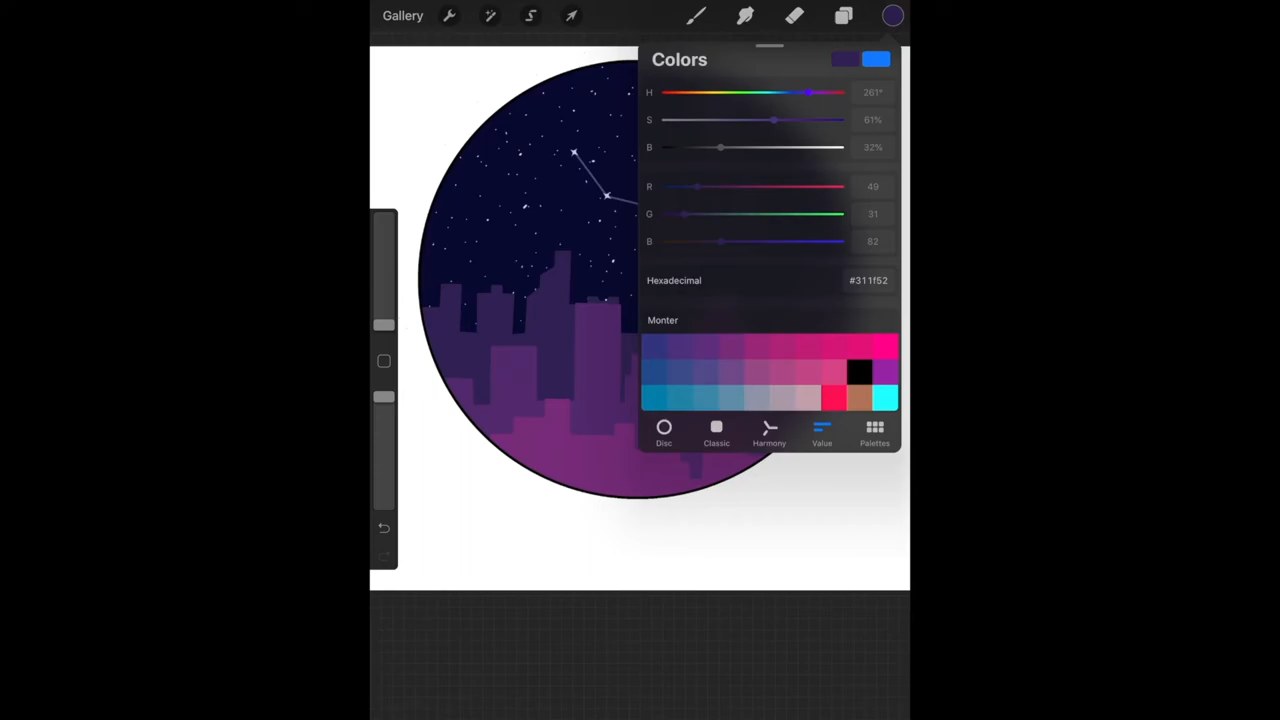 Gallery
Colors
H 261°
S 61%
B 32%
R 49
G 31
B 82
Hexadecimal #311f52
Monter
Disc Classic Harmony Value Palettes